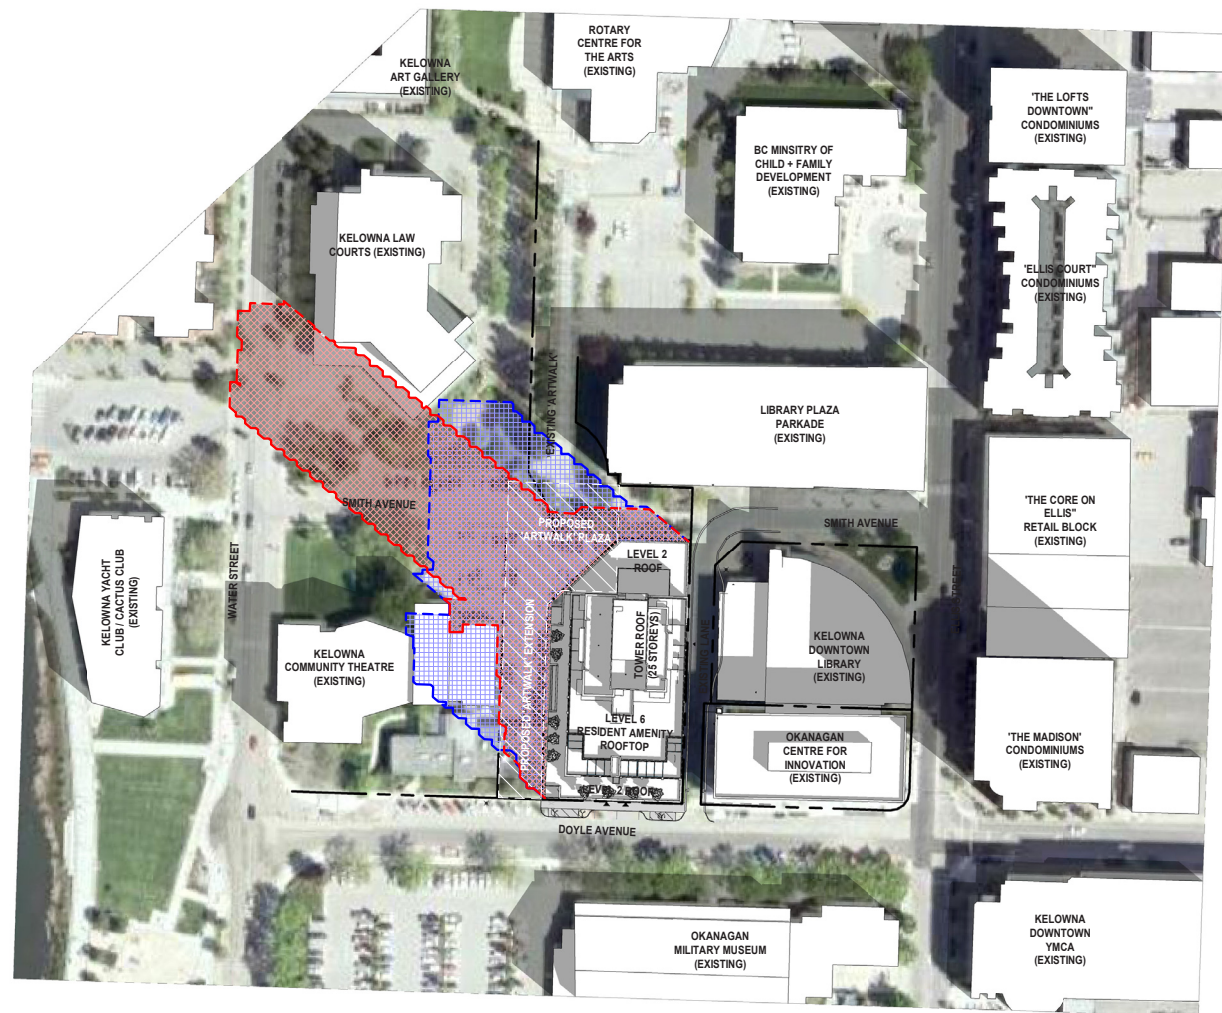 ROTARY
CENTRE FOR
THE ARTS
(EXISTING)
KELOWNA
ART GALLERY
(EXISTING)
'THE LOFTS
DOWNTOWN"
CONDOMINIUMS
(EXISTING)
BC MINSITRY OF
CHILD + FAMILY
DEVELOPMENT
(EXISTING)
KELOWNA LAW
COURTS (EXISTING)
'ELLIS COURT"
CONDOMINIUMS
(EXISTING)
EXISTING 'ARTWALK'
LIBRARY PLAZA
PARKADE
(EXISTING)
SMITH AVENUE
PROPOSED
'ARTWALK' PLAZA
SMITH AVENUE
'THE CORE ON
ELLIS"
RETAIL BLOCK
(EXISTING)
LEVEL 2
ROOF
WATER STREET
KELOWNA YACHT
CLUB / CACTUS CLUB
(EXISTING)
STREET
TOWER ROOF
(25 STOREYS)
KELOWNA
COMMUNITY THEATRE
(EXISTING)
PROPOSED 'ARTWALK' EXTENSION
LANE
KELOWNA
DOWNTOWN
LIBRARY
(EXISTING)
LEVEL 6
RESIDENT AMENITY
ROOFTOP
OKANAGAN
CENTRE FOR
INNOVATION
(EXISTING)
'THE MADISON'
CONDOMINIUMS
(EXISTING)
LEVEL 2 ROOF
DOYLE AVENUE
OKANAGAN
MILITARY MUSEUM
(EXISTING)
KELOWNA
DOWNTOWN
YMCA
(EXISTING)